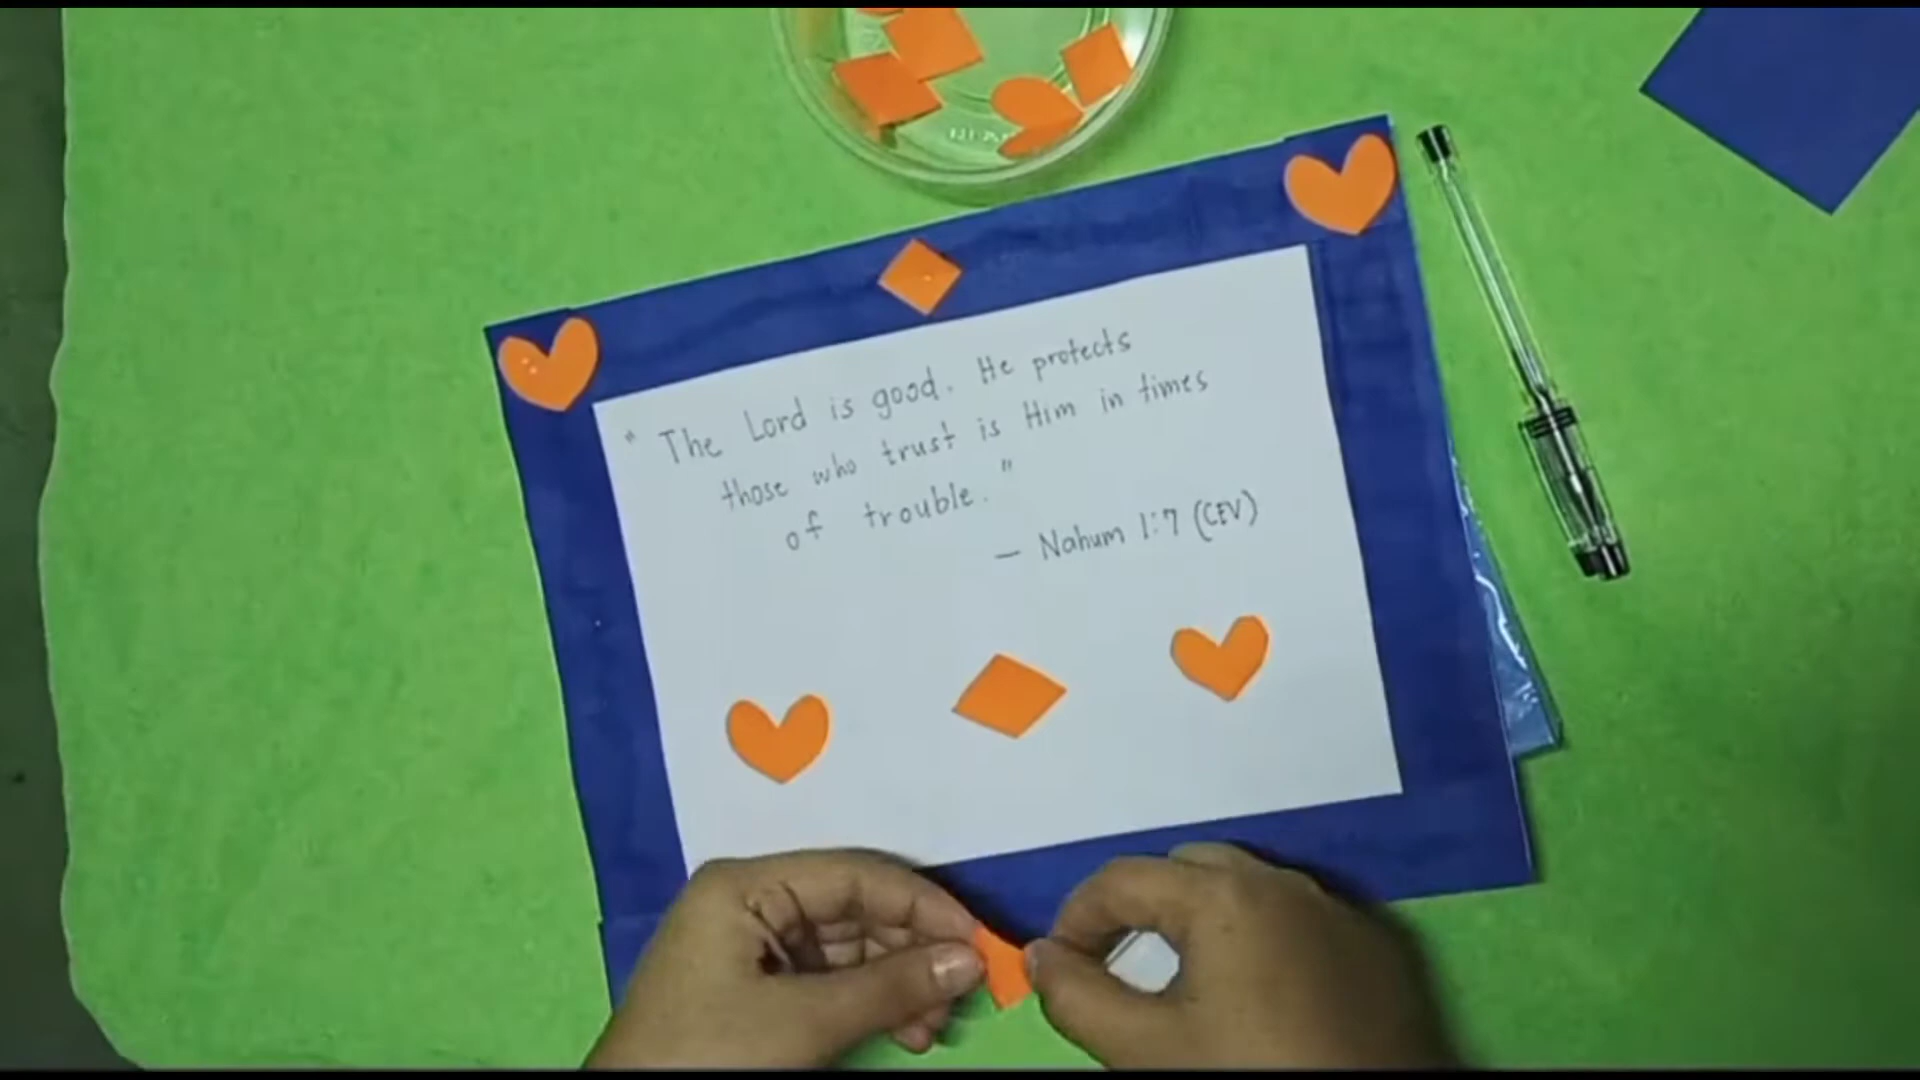 " The Lord is good. He protects
those who trust is Him in times
of trouble. "
— Nahum 1:7 (CEV)